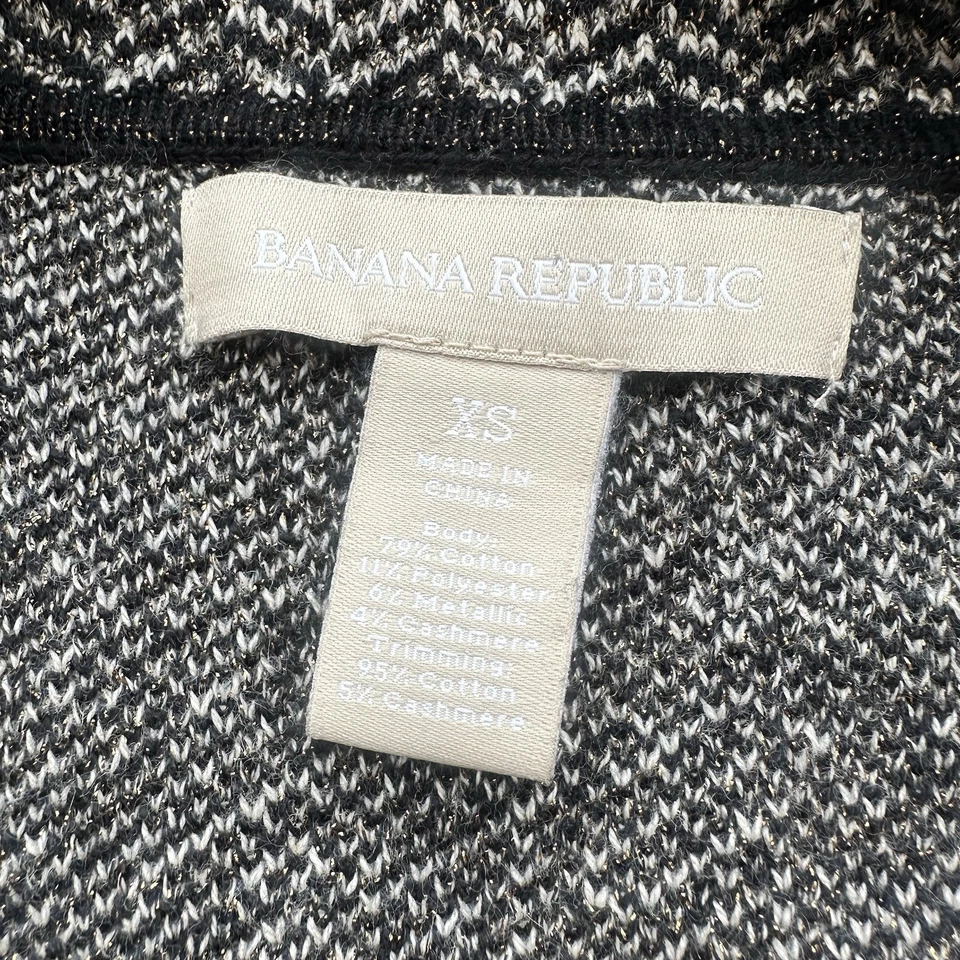 BANANA REPUBLIC
XS
MADE IN
CHINA
Body:
79% Cotton
11% Polyester
6% Metallic
4% Cashmere
Trimming:
95% Cotton
5% Cashmere